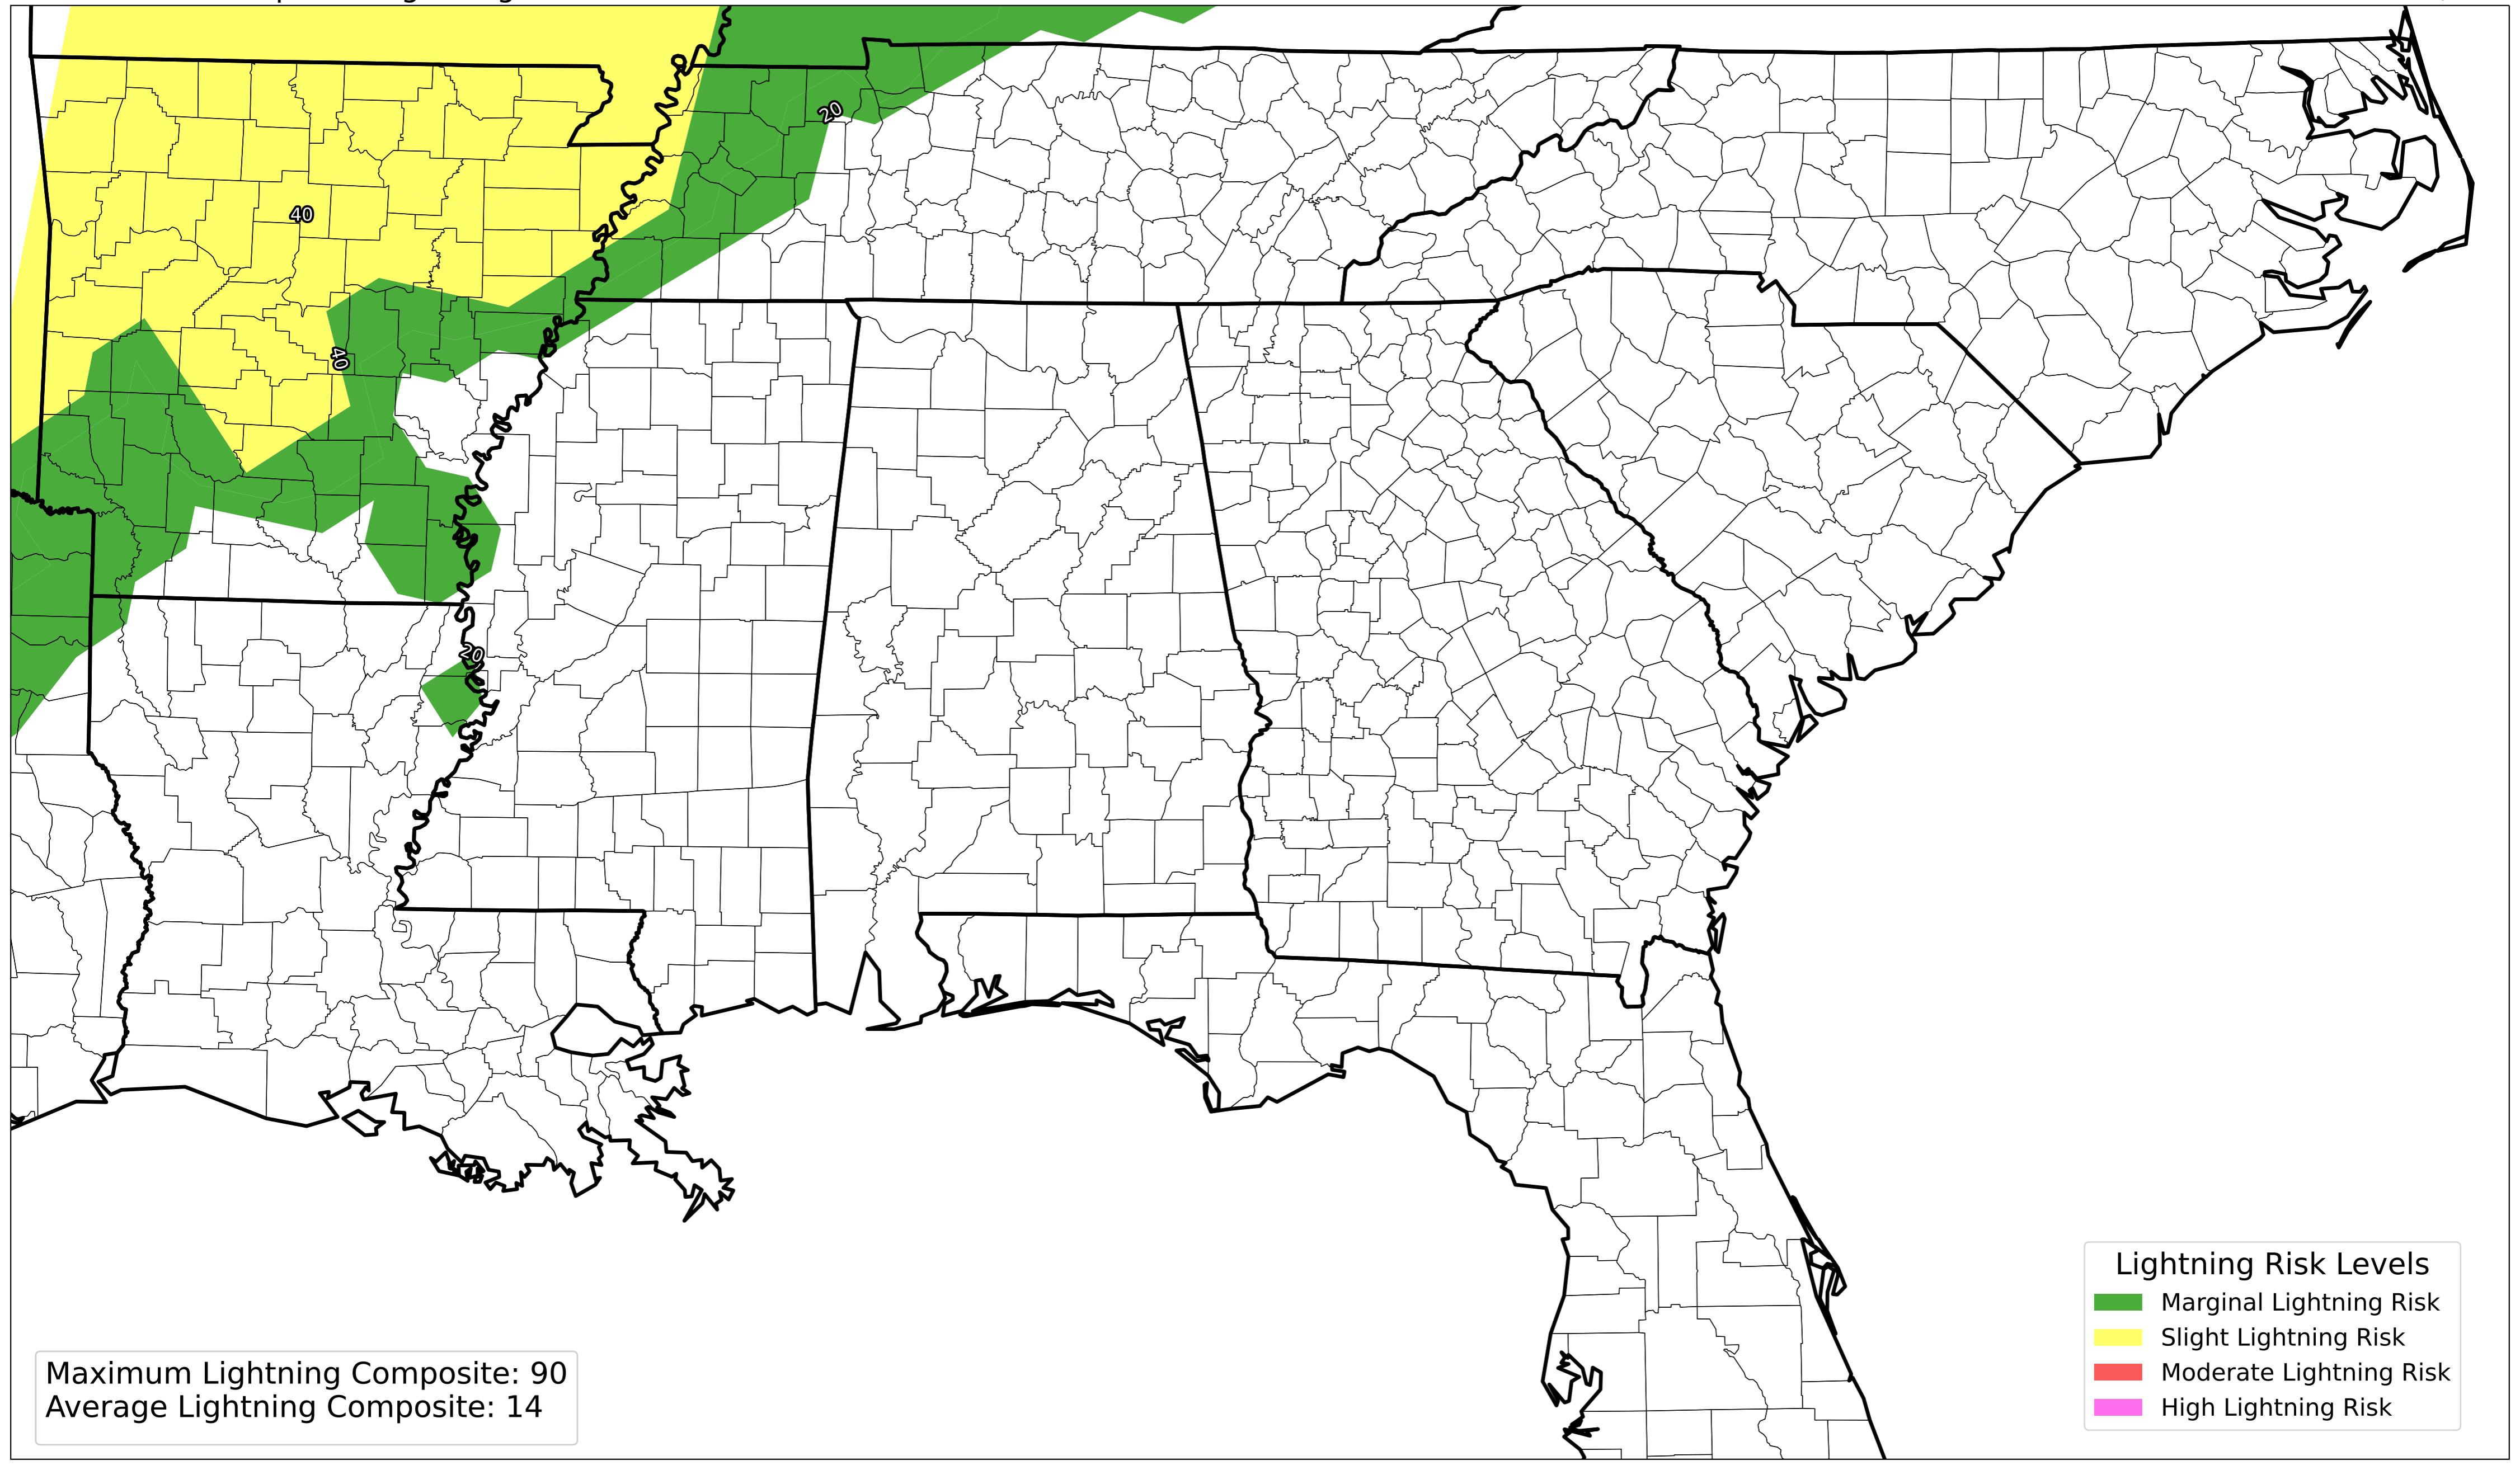 20
40
40
20
Lightning Risk Levels
Marginal Lightning Risk
Slight Lightning Risk
Moderate Lightning Risk
High Lightning Risk
Maximum Lightning Composite: 90
Average Lightning Composite: 14